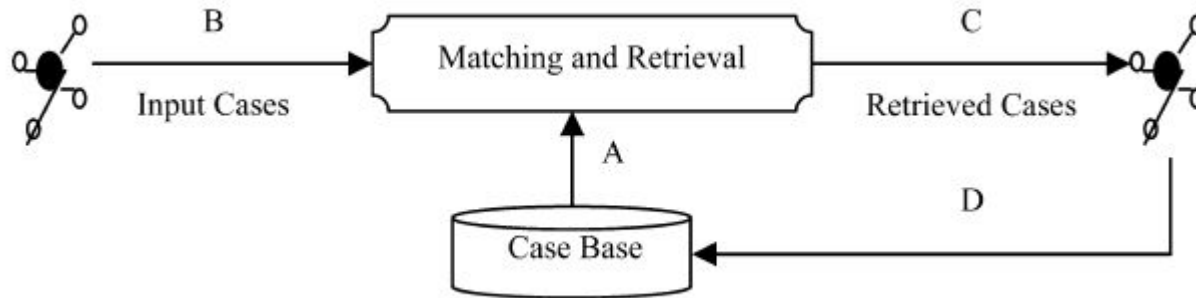 B
C
Matching and Retrieval
Input Cases
Retrieved Cases
A
D
Case Base